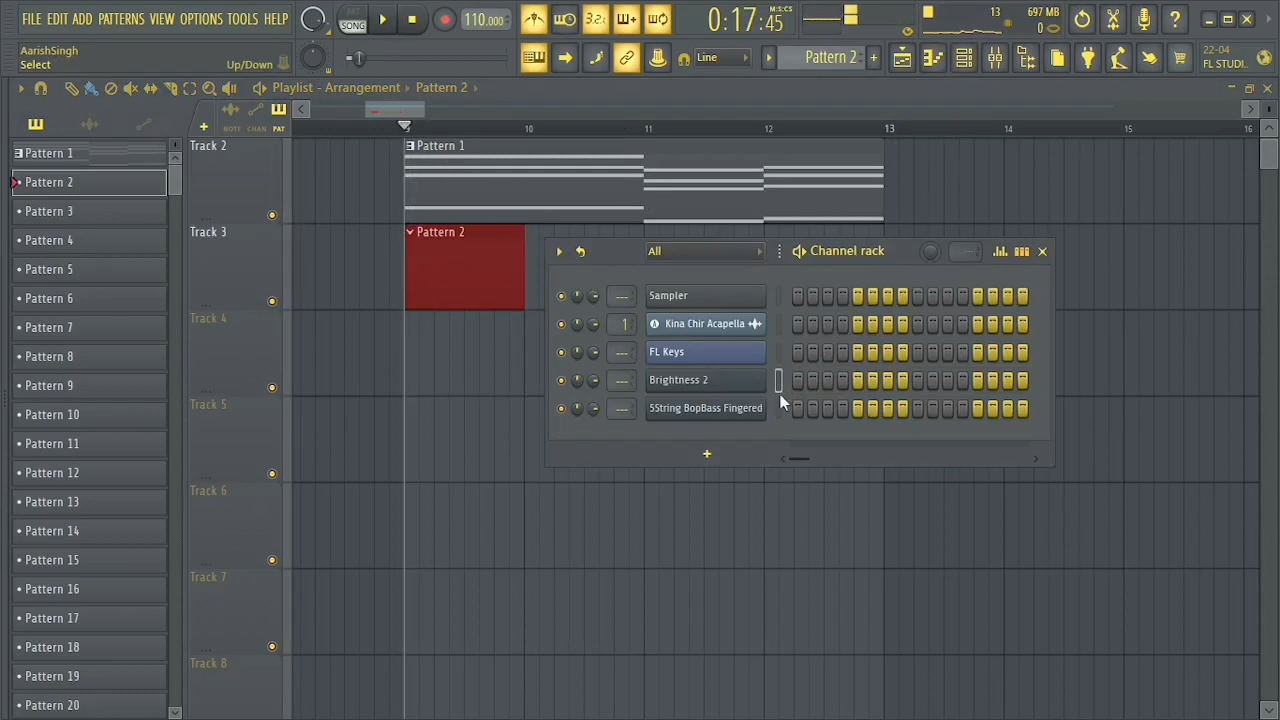 FILE EDIT ADD PATTERNS VIEW OPTIONS TOOLS HELP
SONG
110.000
3.2.
0:17:45
M:S:CS
13
697 MB
0
AarishSingh
Select
Up/Down
Line
Pattern 2
22-04
FL STUDI..
Playlist - Arrangement
Pattern 2
NOTE CHAN PAT
10
11
12
13
14
15
16
Pattern 1
Pattern 2
Pattern 3
Pattern 4
Pattern 5
Pattern 6
Pattern 7
Pattern 8
Pattern 9
Pattern 10
Pattern 11
Pattern 12
Pattern 13
Pattern 14
Pattern 15
Pattern 16
Pattern 17
Pattern 18
Pattern 19
Pattern 20
Track 2
Track 3
Track 4
Track 5
Track 6
Track 7
Track 8
Pattern 1
Pattern 2
All
Channel rack
Sampler
1
Kina Chir Acapella
FL Keys
Brightness 2
5String BopBass Fingered